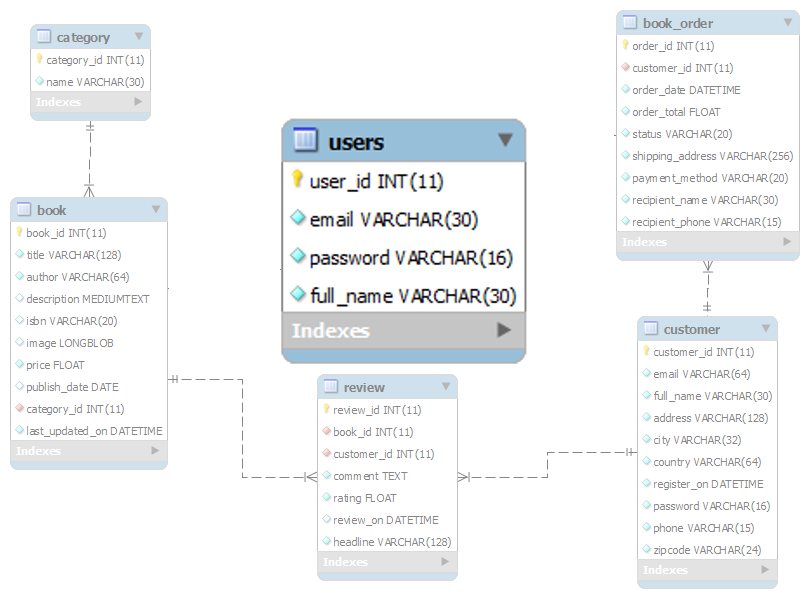 category
category_id INT(11)
name VARCHAR(30)
Indexes
book
book_id INT(11)
title VARCHAR(128)
author VARCHAR(64)
description MEDIUMTEXT
isbn VARCHAR(20)
image LONGBLOB
price FLOAT
publish_date DATE
category_id INT(11)
last_updated_on DATETIME
Indexes
users
user_id INT(11)
email VARCHAR(30)
password VARCHAR(16)
full_name VARCHAR(30)
Indexes
review
review_id INT(11)
book_id INT(11)
customer_id INT(11)
comment TEXT
rating FLOAT
review_on DATETIME
headline VARCHAR(128)
Indexes
book_order
order_id INT(11)
customer_id INT(11)
order_date DATETIME
order_total FLOAT
status VARCHAR(20)
shipping_address VARCHAR(256)
payment_method VARCHAR(20)
recipient_name VARCHAR(30)
recipient_phone VARCHAR(15)
Indexes
customer
customer_id INT(11)
email VARCHAR(64)
full_name VARCHAR(30)
address VARCHAR(128)
city VARCHAR(32)
country VARCHAR(64)
register_on DATETIME
password VARCHAR(16)
phone VARCHAR(15)
zipcode VARCHAR(24)
Indexes